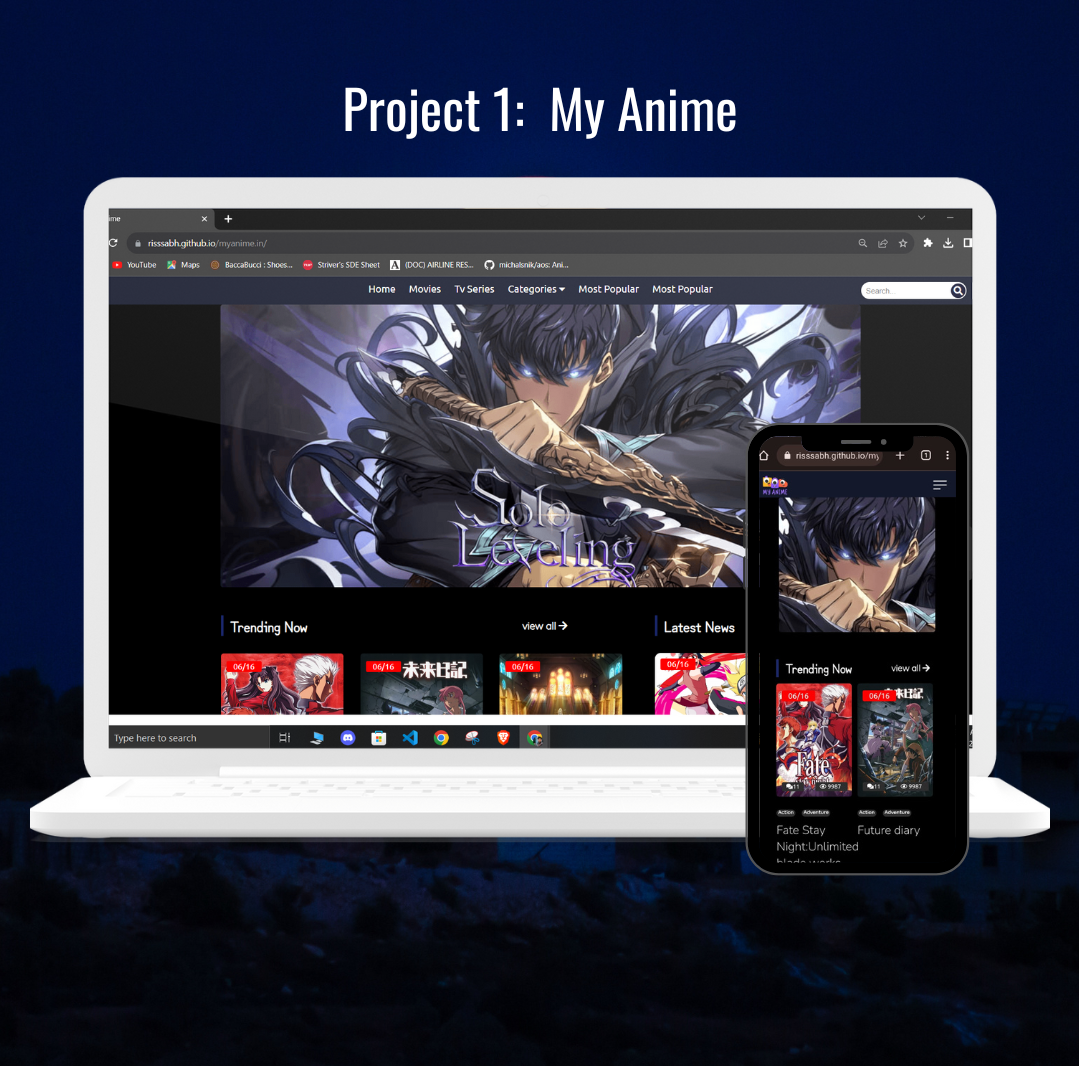 Project 1: My Anime
ime
risssabh.github.io/myanime.in/
YouTube Maps BaccaBucci : Shoes... Striver's SDE Sheet (DOC) AIRLINE RES... michalsnik/aos: Ani...
Home Movies Tv Series Categories Most Popular Most Popular Search...
Solo
Leveling
Trending Now view all Latest News
06/16 06/16 未来日記 06/16 06/16
Type here to search
risssabh.github.io/my 1
MY ANIME
Trending Now view all
06/16 06/16 未来日記
Fate
11 9987 11 9987
Action Adventure Action Adventure
Fate Stay Future diary
Night:Unlimited
blade works